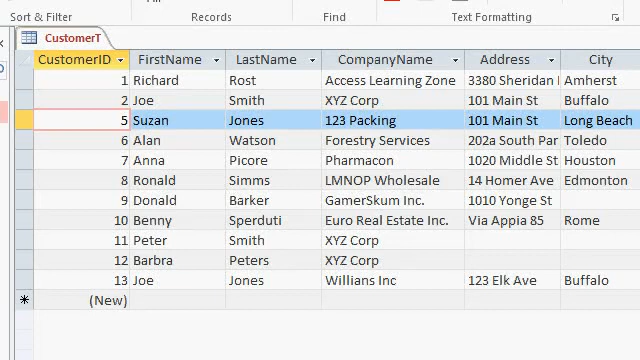 Sort & Filter Records Find Text Formatting
CustomerT
CustomerID FirstName LastName CompanyName Address City
1 Richard Rost Access Learning Zone 3380 Sheridan Amherst
2 Joe Smith XYZ Corp 101 Main St Buffalo
5 Suzan Jones 123 Packing 101 Main St Long Beach
6 Alan Watson Forestry Services 202a South Par Toledo
7 Anna Picore Pharmacon 1020 Middle St Houston
8 Ronald Simms LMNOP Wholesale 14 Homer Ave Edmonton
9 Donald Barker GamerSkum Inc. 1010 Yonge St
10 Benny Sperduti Euro Real Estate Inc. Via Appia 85 Rome
11 Peter Smith XYZ Corp
12 Barbra Peters XYZ Corp
13 Joe Jones Willians Inc 123 Elk Ave Buffalo
(New)